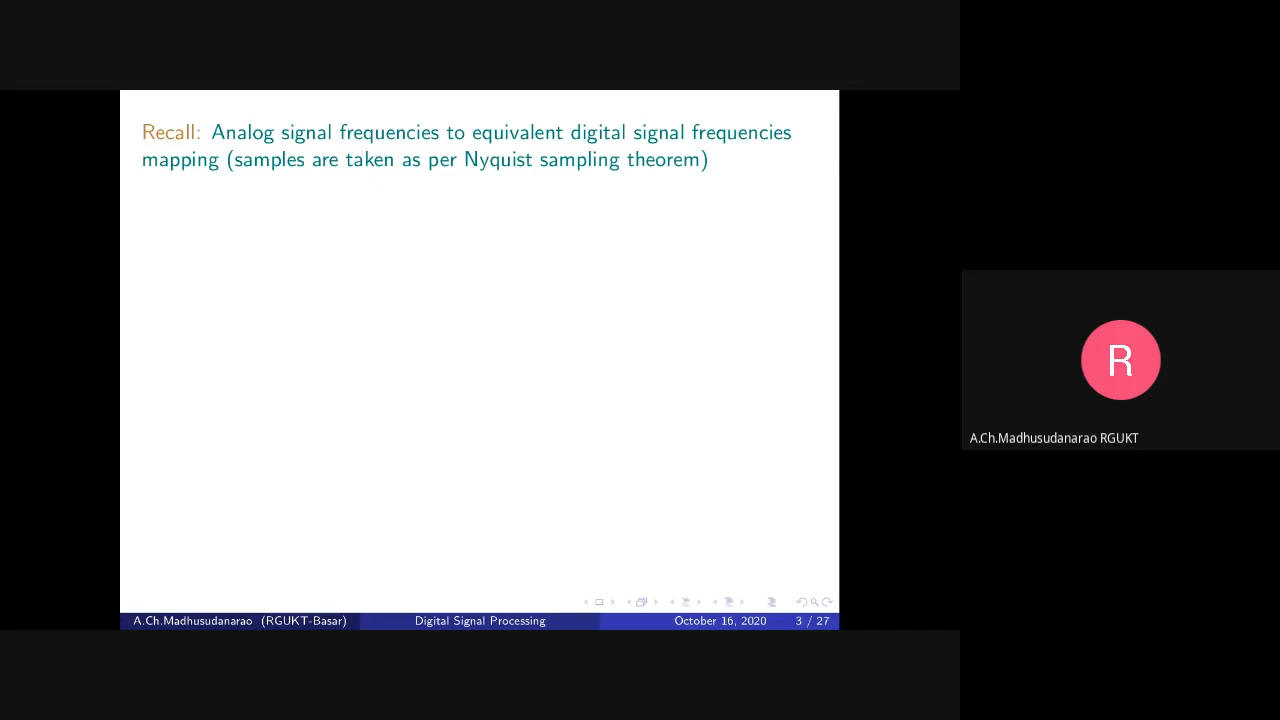 Recall: Analog signal frequencies to equivalent digital signal frequencies
mapping (samples are taken as per Nyquist sampling theorem)
R
A.Ch.Madhusudanarao RGUKT
A.Ch.Madhusudanarao (RGUKT-Basar) Digital Signal Processing October 16, 2020 3 / 27